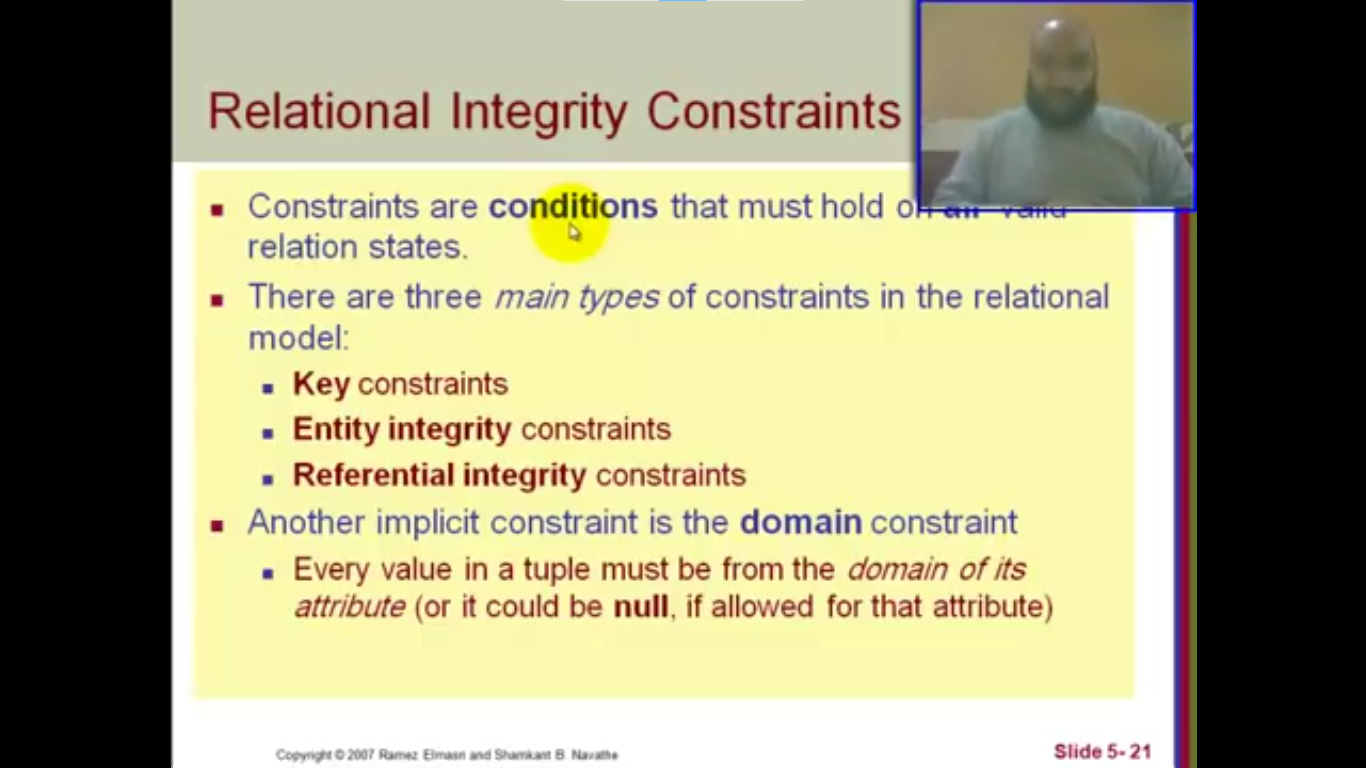 Relational Integrity Constraints
Constraints are conditions that must hold on all valid
relation states.
There are three main types of constraints in the relational
model:
Key constraints
Entity integrity constraints
Referential integrity constraints
Another implicit constraint is the domain constraint
Every value in a tuple must be from the domain of its
attribute (or it could be null, if allowed for that attribute)
Copyright © 2007 Ramez Elmasri and Shamkant B. Navathe
Slide 5- 21